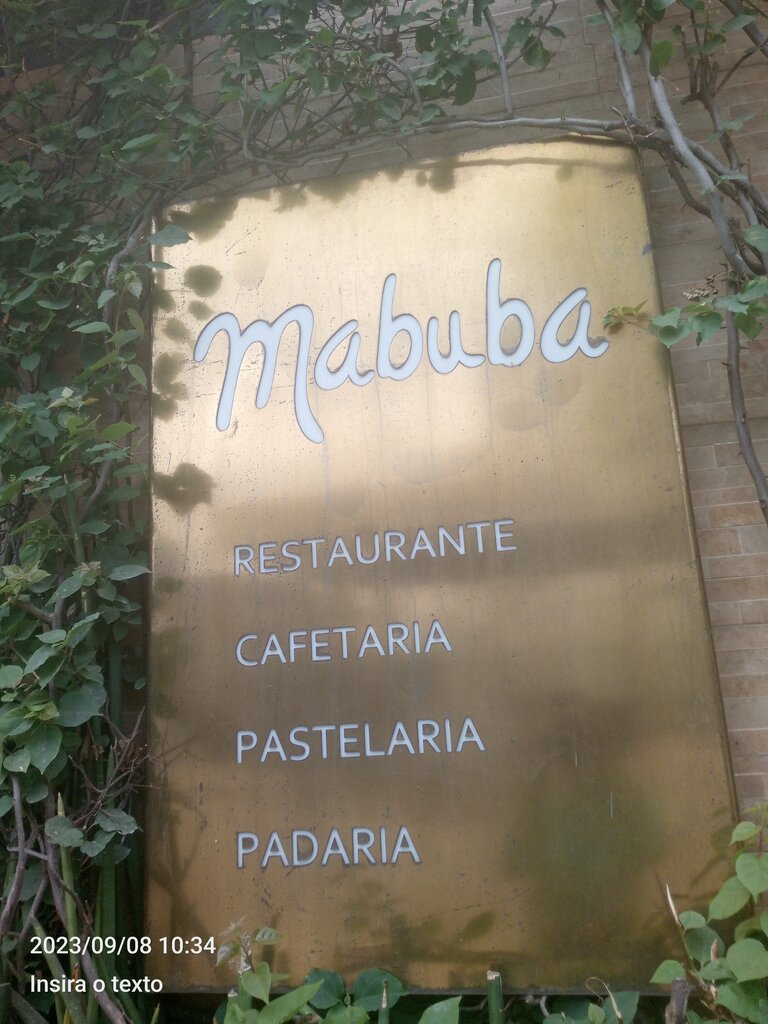 Mabuba
RESTAURANTE
CAFETARIA
PASTELARIA
PADARIA
2023/09/08 10:34
Insira o texto